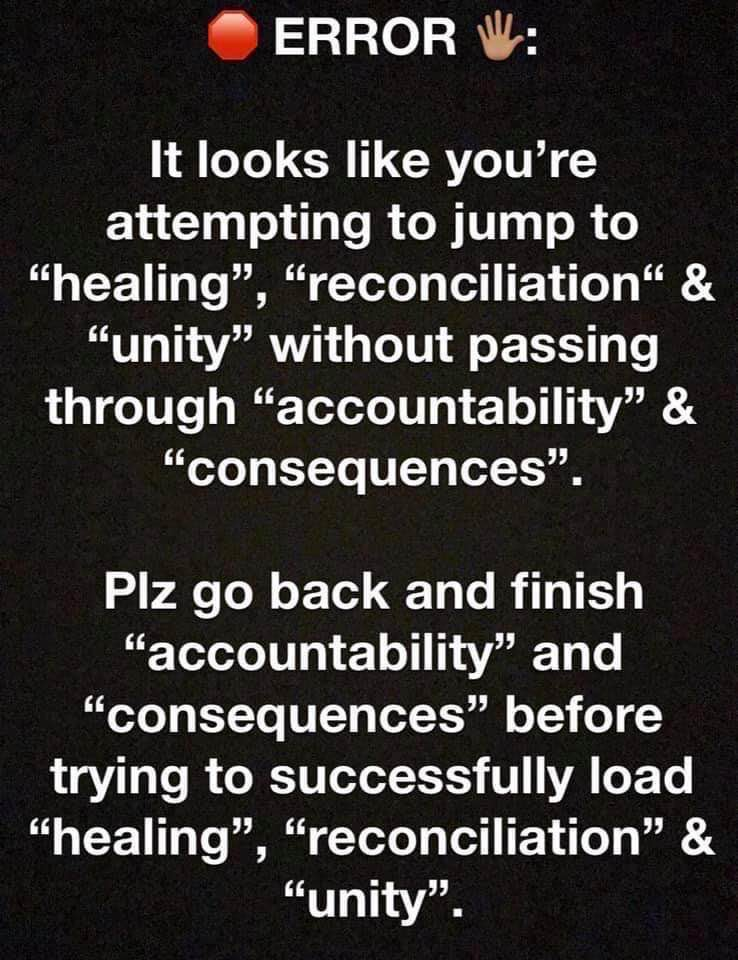 🛑 ERROR 🖐🏽:
It looks like you’re
attempting to jump to
“healing”, “reconciliation“ &
“unity” without passing
through “accountability” &
“consequences”.
Plz go back and finish
“accountability” and
“consequences” before
trying to successfully load
“healing”, “reconciliation” &
“unity”.